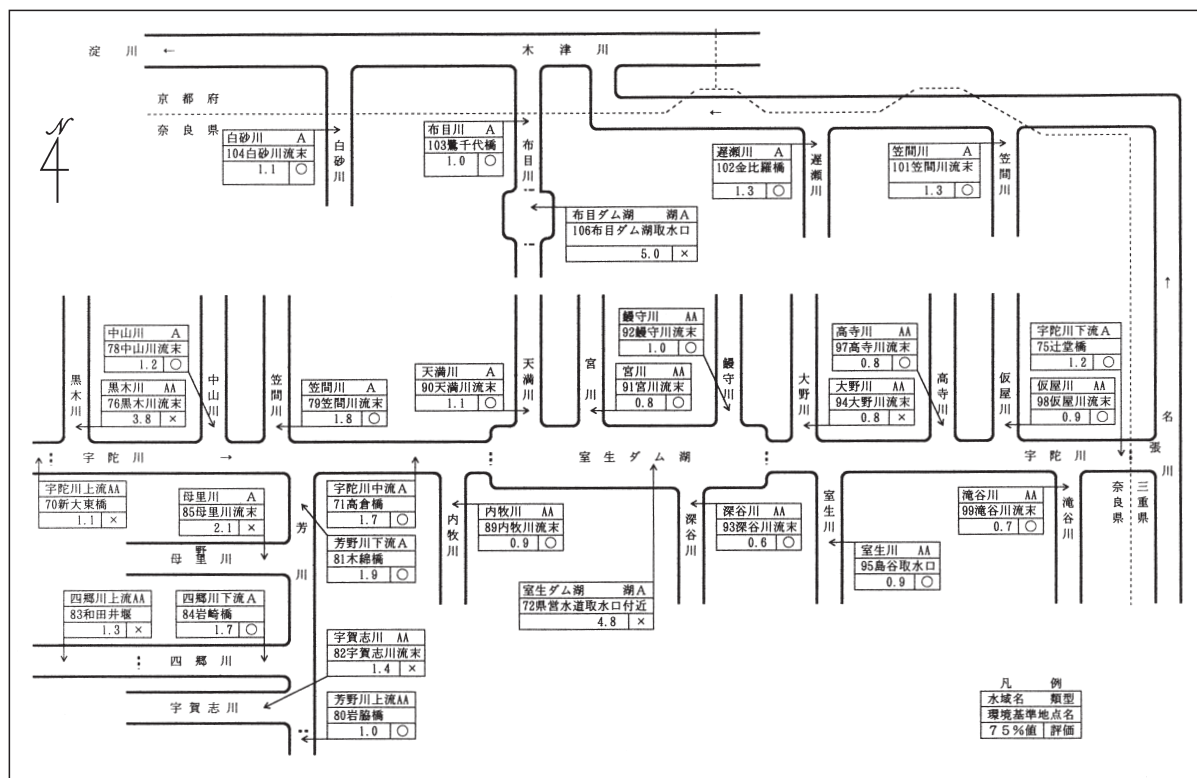 淀川 ←
木津川
京都府
奈良県
N
←
白砂川 A
104白砂川流末
1.1 ○
白砂川
布目川 A
103鷺千代橋
1.0 ○
布目川
遅瀬川 A
102金比羅橋
1.3 ○
遅瀬川
笠間川 A
101笠間川流末
1.3 ○
笠間川
布目ダム湖 湖A
106布目ダム湖取水口
5.0 ×
中山川 A
78中山川流末
1.2 ○
黒木川 AA
76黒木川流末
3.8 ×
黒木川
中山川
笠間川
笠間川 A
79笠間川流末
1.8 ○
天満川 A
90天満川流末
1.1 ○
天満川
宮川
鰻守川 AA
92鰻守川流末
1.0 ○
宮川 AA
91宮川流末
0.8 ○
鰻守川
大野川
高寺川 AA
97高寺川流末
0.8 ○
大野川 AA
94大野川流末
0.8 ×
高寺川
仮屋川
宇陀川下流A
75辻堂橋
1.2 ○
仮屋川 AA
98仮屋川流末
0.9 ○
名張川
↑
宇陀川 →
室生ダム湖
宇陀川
奈良県
三重県
宇陀川上流AA
70新大東橋
1.1 ×
母里川 A
85母里川流末
2.1 ×
芳野川
宇陀川中流A
71高倉橋
1.7 ○
芳野川下流A
81木綿橋
1.9 ○
内牧川
内牧川 AA
89内牧川流末
0.9 ○
深谷川
深谷川 AA
93深谷川流末
0.6 ○
室生川
室生川 AA
95島谷取水口
0.9 ○
滝谷川 AA
99滝谷川流末
0.7 ○
滝谷川
母里川
四郷川上流AA
83和田井堰
1.3 ×
四郷川下流A
84岩崎橋
1.7 ○
室生ダム湖 湖A
72県営水道取水口付近
4.8 ×
四郷川
宇賀志川 AA
82宇賀志川流末
1.4 ×
宇賀志川
芳野川上流AA
80岩脇橋
1.0 ○
凡例
水域名 類型
環境基準地点名
75%値 評価